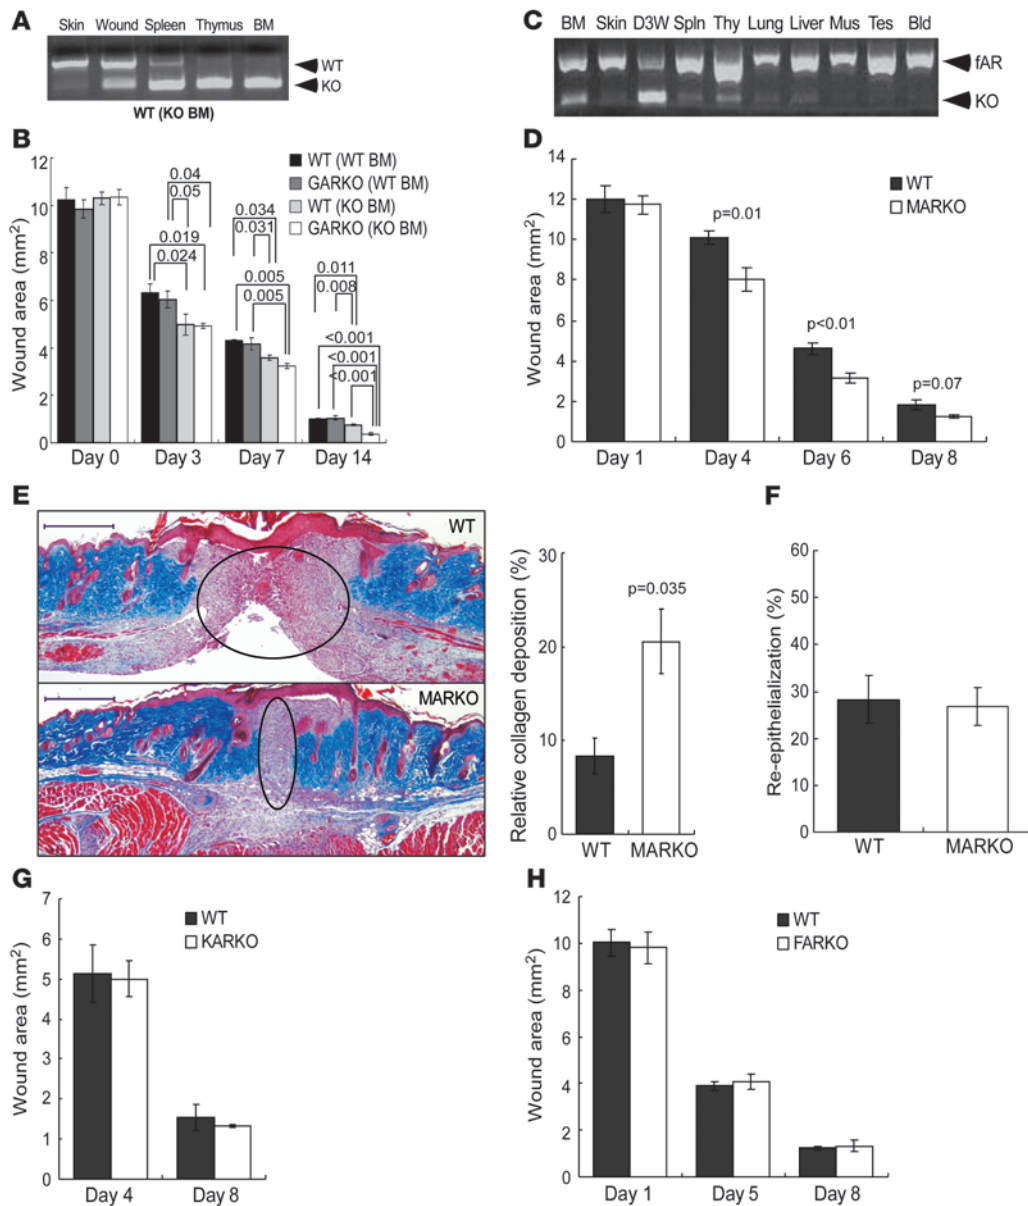 A
Skin Wound Spleen Thymus BM
WT
KO
WT (KO BM)
C
BM Skin D3W Spln Thy Lung Liver Mus Tes Bld
fAR
KO
B
WT (WT BM)
GARKO (WT BM)
WT (KO BM)
GARKO (KO BM)
Wound area (mm2)
12
10
8
6
4
2
0
0.04
0.05
0.019
0.024
0.034
0.031
0.005
0.005
0.011
0.008
<0.001
<0.001
<0.001
Day 0 Day 3 Day 7 Day 14
D
WT
MARKO
Wound area (mm2)
14
12
10
8
6
4
2
0
p=0.01
p<0.01
p=0.07
Day 1 Day 4 Day 6 Day 8
E
WT
MARKO
Relative collagen deposition (%)
30
20
10
0
p=0.035
WT MARKO
F
Re-epithelialization (%)
60
50
40
30
20
10
0
WT MARKO
G
WT
KARKO
Wound area (mm2)
7
6
5
4
3
2
1
0
Day 4 Day 8
H
WT
FARKO
Wound area (mm2)
12
10
8
6
4
2
0
Day 1 Day 5 Day 8